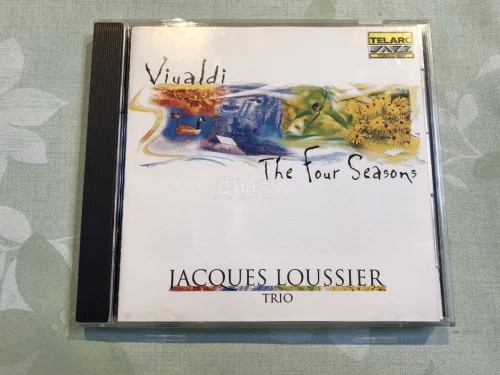 TELARC
JAZZ
Vivaldi
The Four Seasons
JACQUES LOUSSIER
TRIO